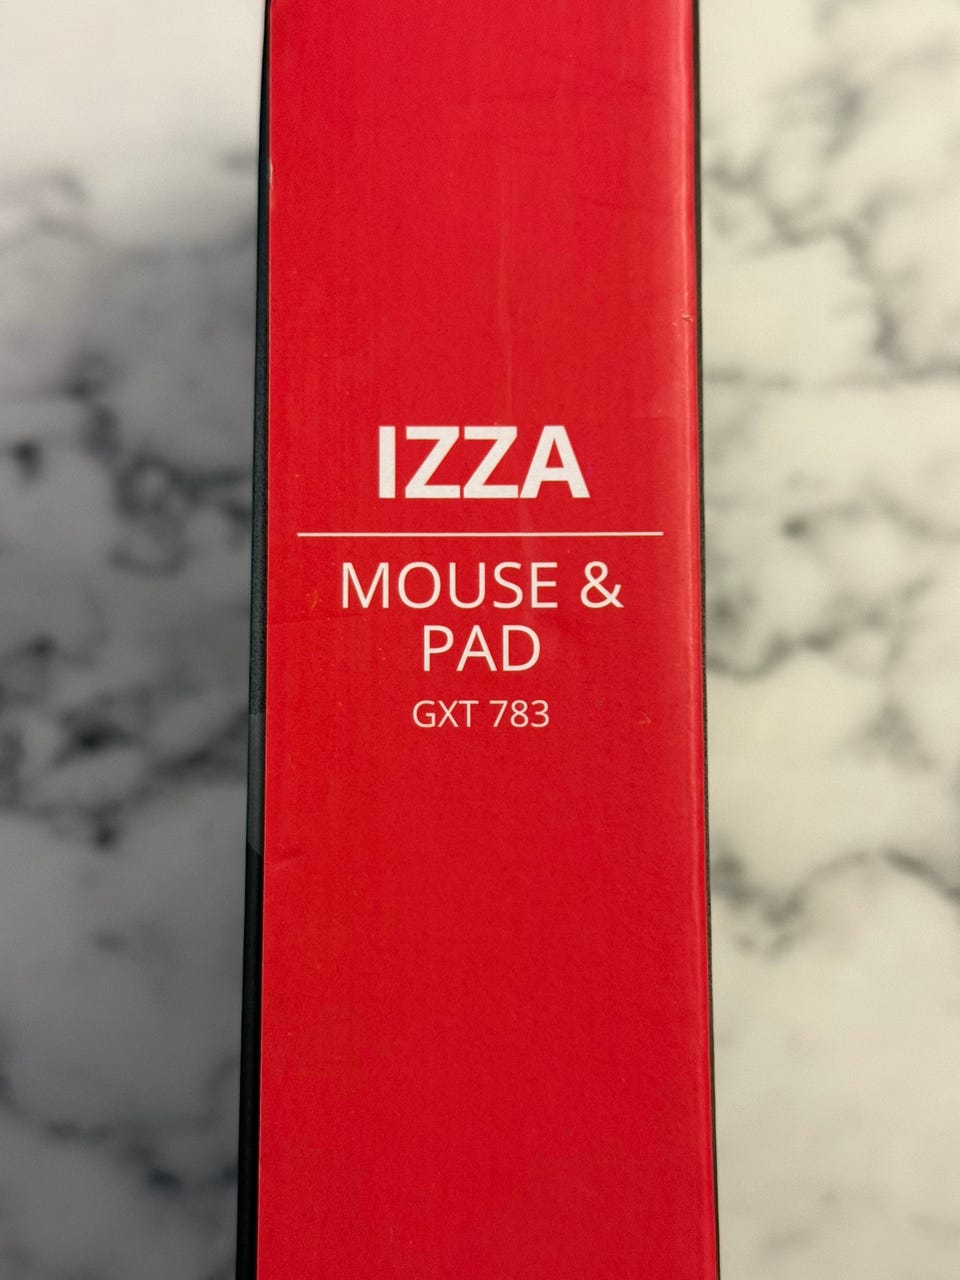 IZZA
MOUSE &
PAD
GXT 783